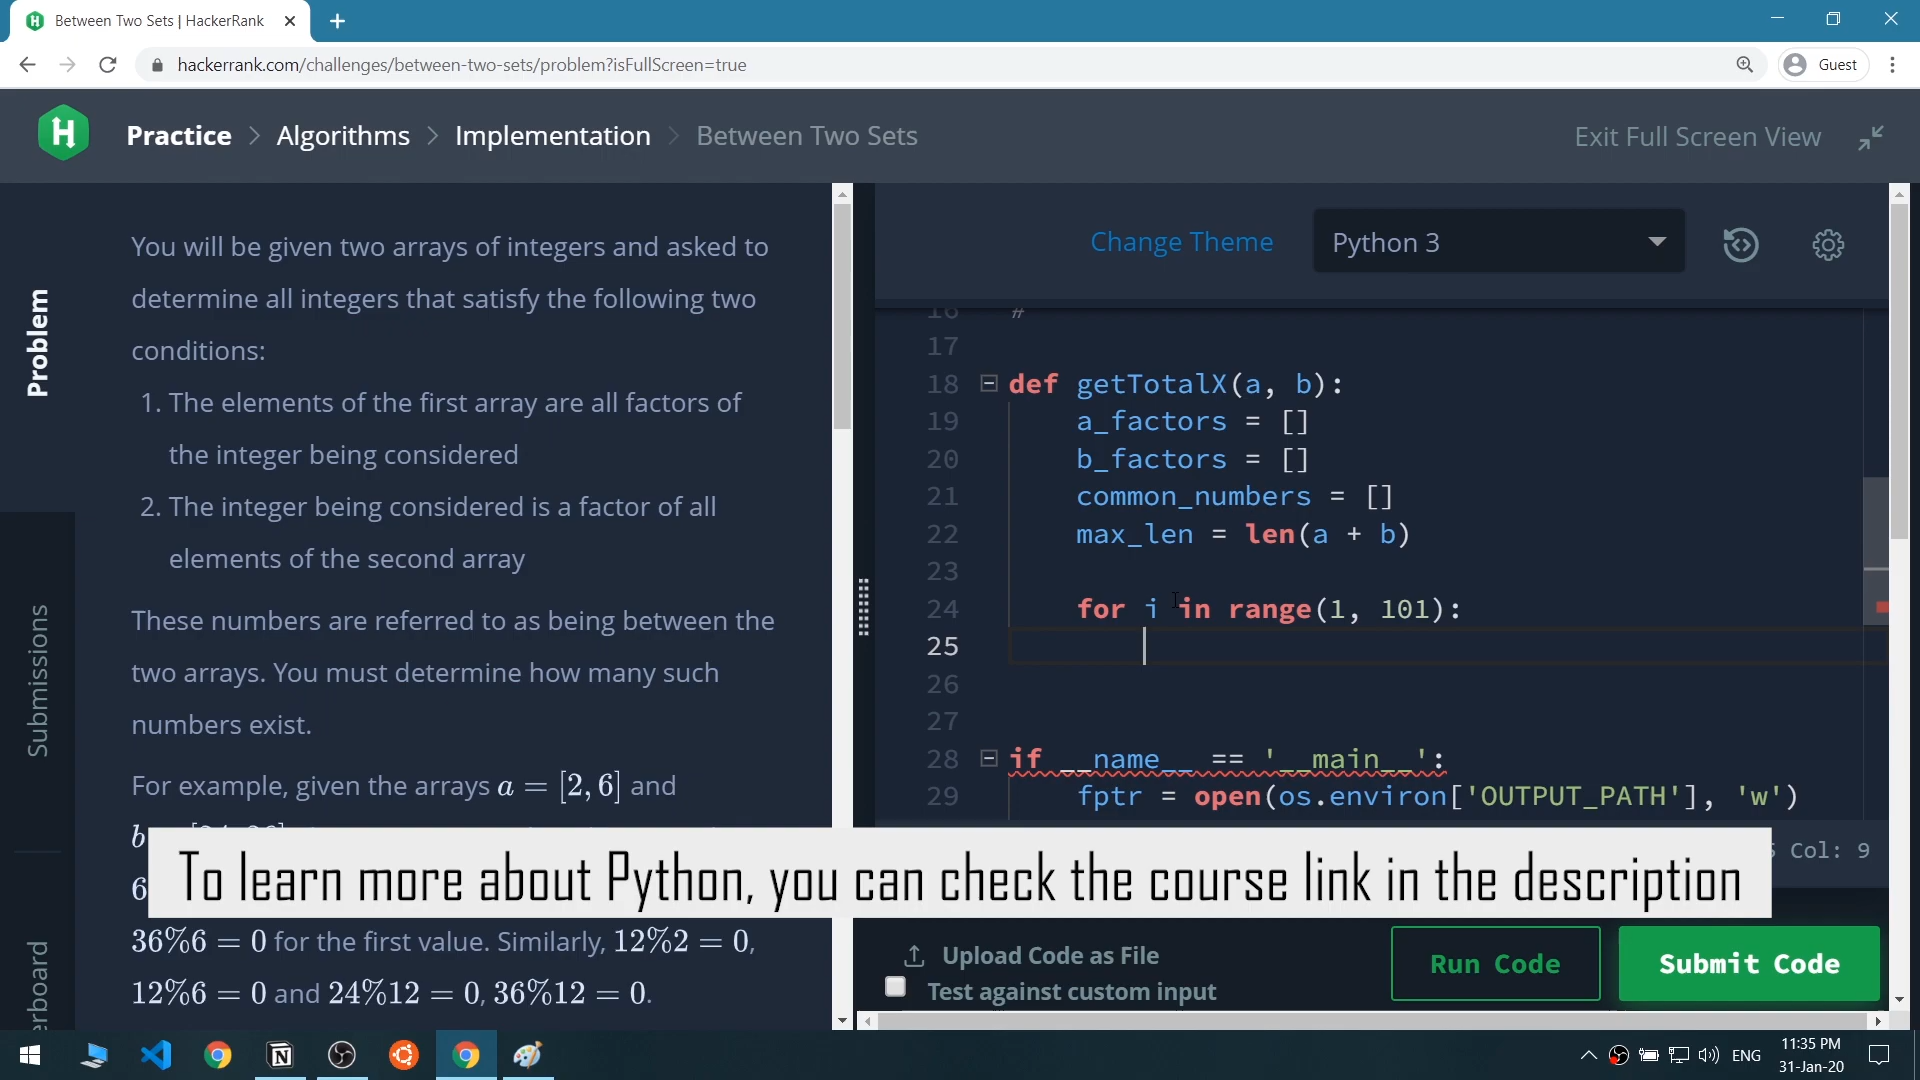 Between Two Sets | HackerRank
hackerrank.com/challenges/between-two-sets/problem?isFullScreen=true
Guest
Practice > Algorithms > Implementation > Between Two Sets
Exit Full Screen View
Problem
Submissions
erboard
You will be given two arrays of integers and asked to
determine all integers that satisfy the following two
conditions:
1. The elements of the first array are all factors of
the integer being considered
2. The integer being considered is a factor of all
elements of the second array
These numbers are referred to as being between the
two arrays. You must determine how many such
numbers exist.
For example, given the arrays a = [2, 6] and
b
6
36%6 = 0 for the first value. Similarly, 12%2 = 0,
12%6 = 0 and 24%12 = 0, 36%12 = 0.
Change Theme
Python 3
16 #
17
18 def getTotalX(a, b):
19 a_factors = []
20 b_factors = []
21 common_numbers = []
22 max_len = len(a + b)
23
24 for i in range(1, 101):
25
26
27
28 if __name__ == '__main__':
29 fptr = open(os.environ['OUTPUT_PATH'], 'w')
Col: 9
To learn more about Python, you can check the course link in the description
Upload Code as File
Test against custom input
Run Code
Submit Code
ENG
11:35 PM
31-Jan-20